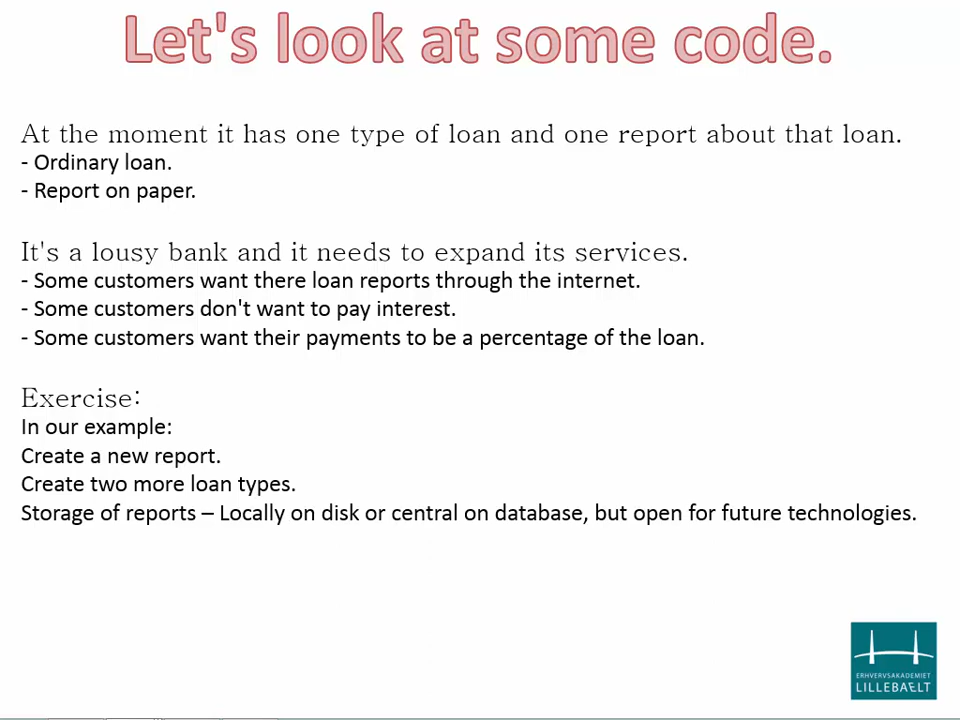 Let's look at some code.
At the moment it has one type of loan and one report about that loan.
- Ordinary loan.
- Report on paper.
It's a lousy bank and it needs to expand its services.
- Some customers want there loan reports through the internet.
- Some customers don't want to pay interest.
- Some customers want their payments to be a percentage of the loan.
Exercise:
In our example:
Create a new report.
Create two more loan types.
Storage of reports – Locally on disk or central on database, but open for future technologies.
ERHVERVSAKADEMIET
LILLEBAELT